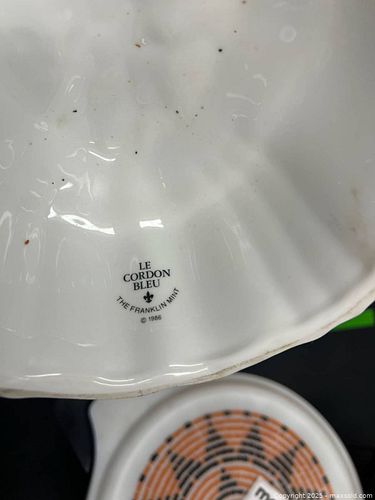 LE
CORDON
BLEU
THE FRANKLIN MINT
© 1986
Copyright 2025 - maxsold.com